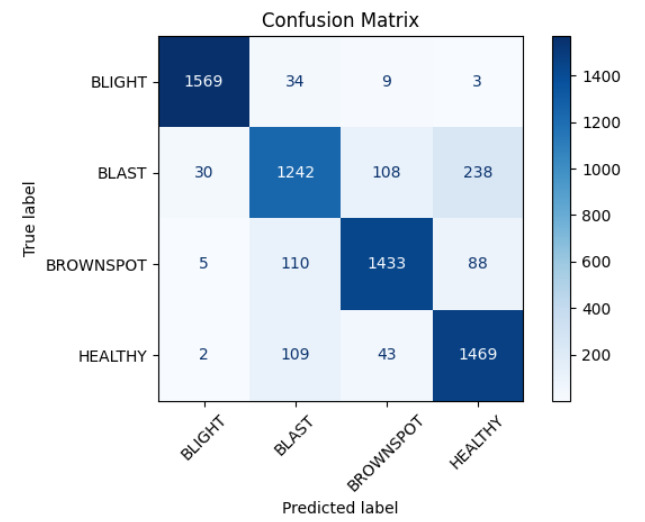 Confusion Matrix
True label
BLIGHT 1569 34 9 3
BLAST 30 1242 108 238
BROWNSPOT 5 110 1433 88
HEALTHY 2 109 43 1469
BLIGHT BLAST BROWNSPOT HEALTHY
Predicted label
1400
1200
1000
800
600
400
200